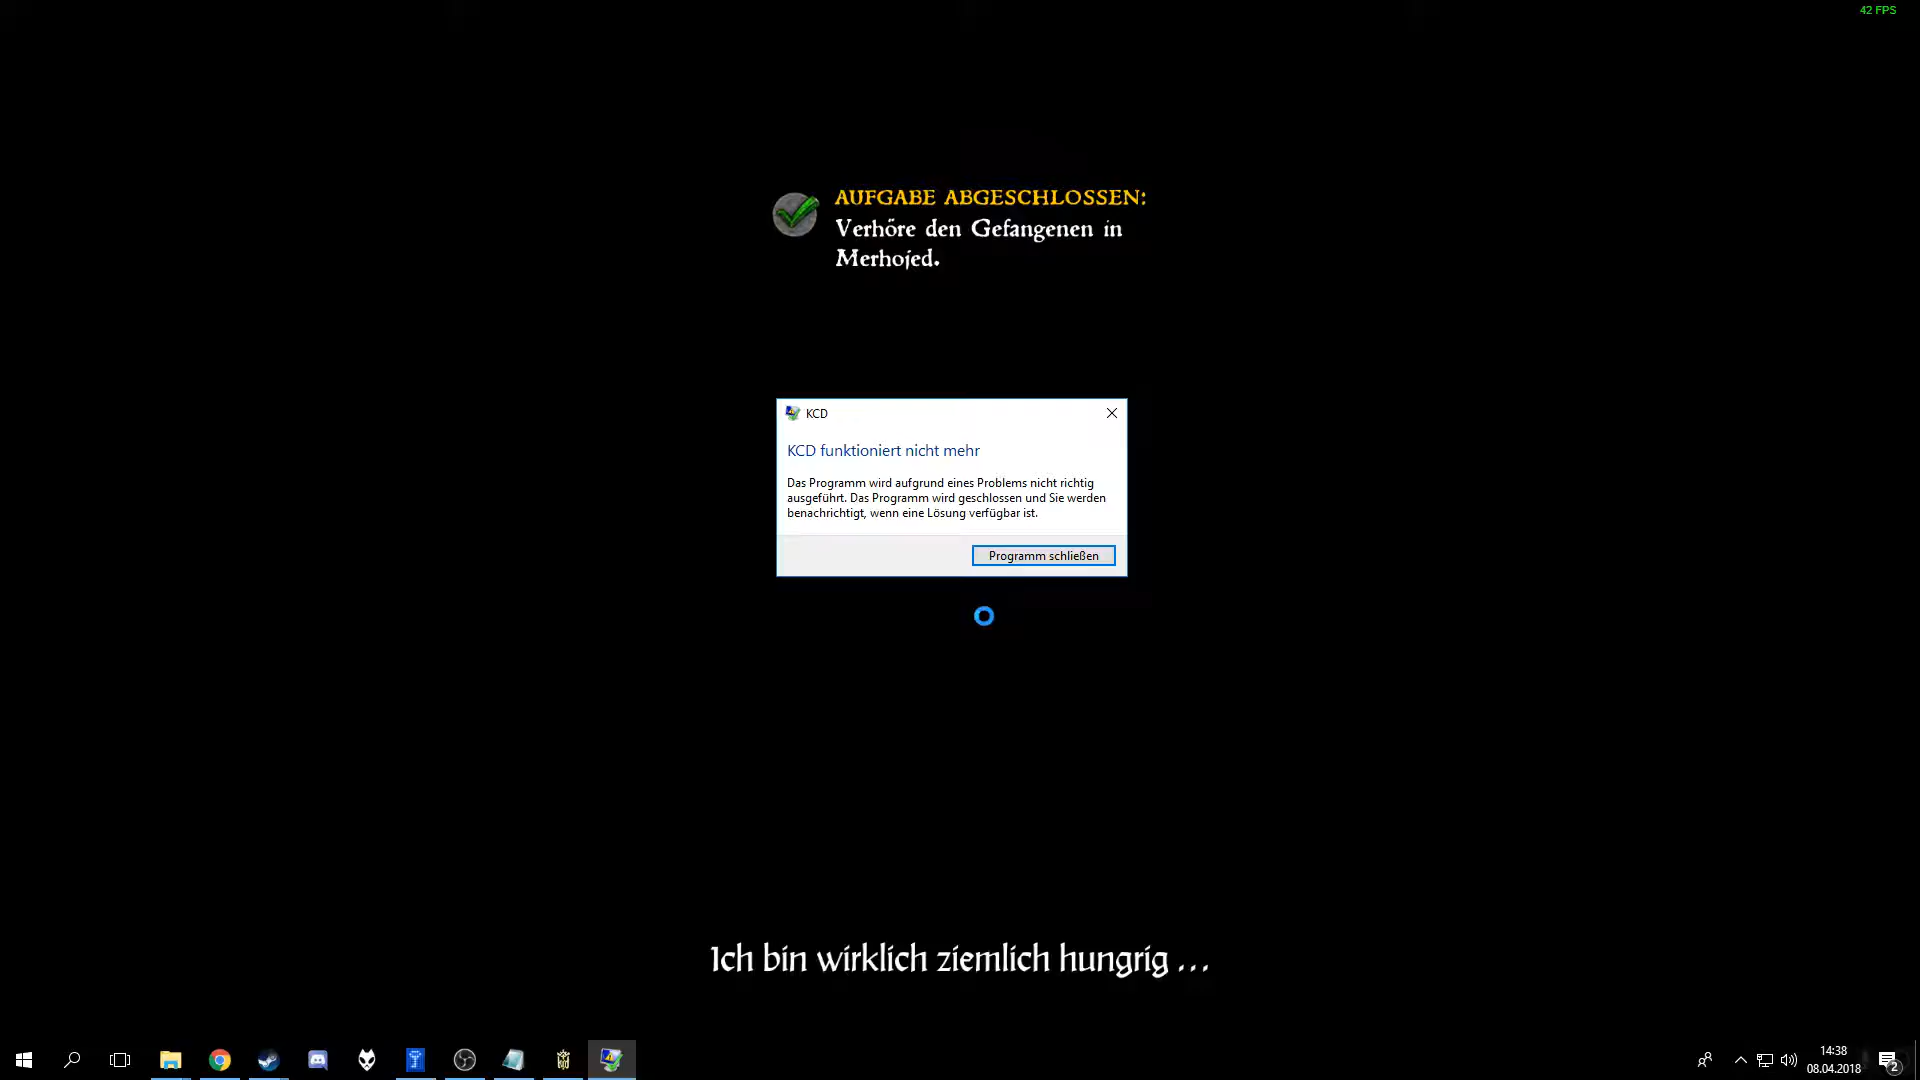 42 FPS
AUFGABE ABGESCHLOSSEN:
Verhöre den Gefangenen in
Merhojed.
KCD
KCD funktioniert nicht mehr
Das Programm wird aufgrund eines Problems nicht richtig
ausgeführt. Das Programm wird geschlossen und Sie werden
benachrichtigt, wenn eine Lösung verfügbar ist.
Programm schließen
Ich bin wirklich ziemlich hungrig ...
14:38
08.04.2018
2